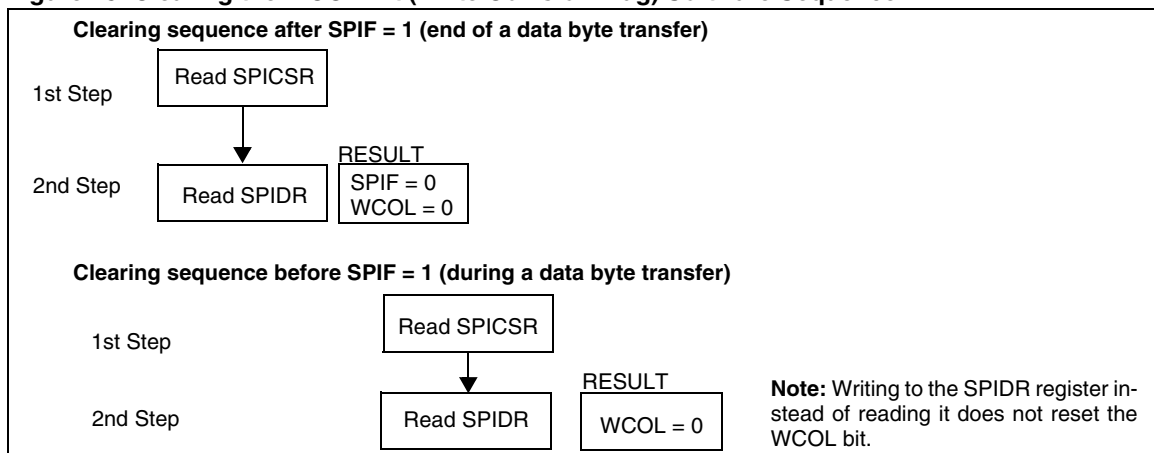 Clearing sequence after SPIF = 1 (end of a data byte transfer)
1st Step
Read SPICSR
2nd Step
Read SPIDR
RESULT
SPIF = 0
WCOL = 0
Clearing sequence before SPIF = 1 (during a data byte transfer)
1st Step
Read SPICSR
2nd Step
Read SPIDR
RESULT
WCOL = 0
Note: Writing to the SPIDR register in-
stead of reading it does not reset the
WCOL bit.